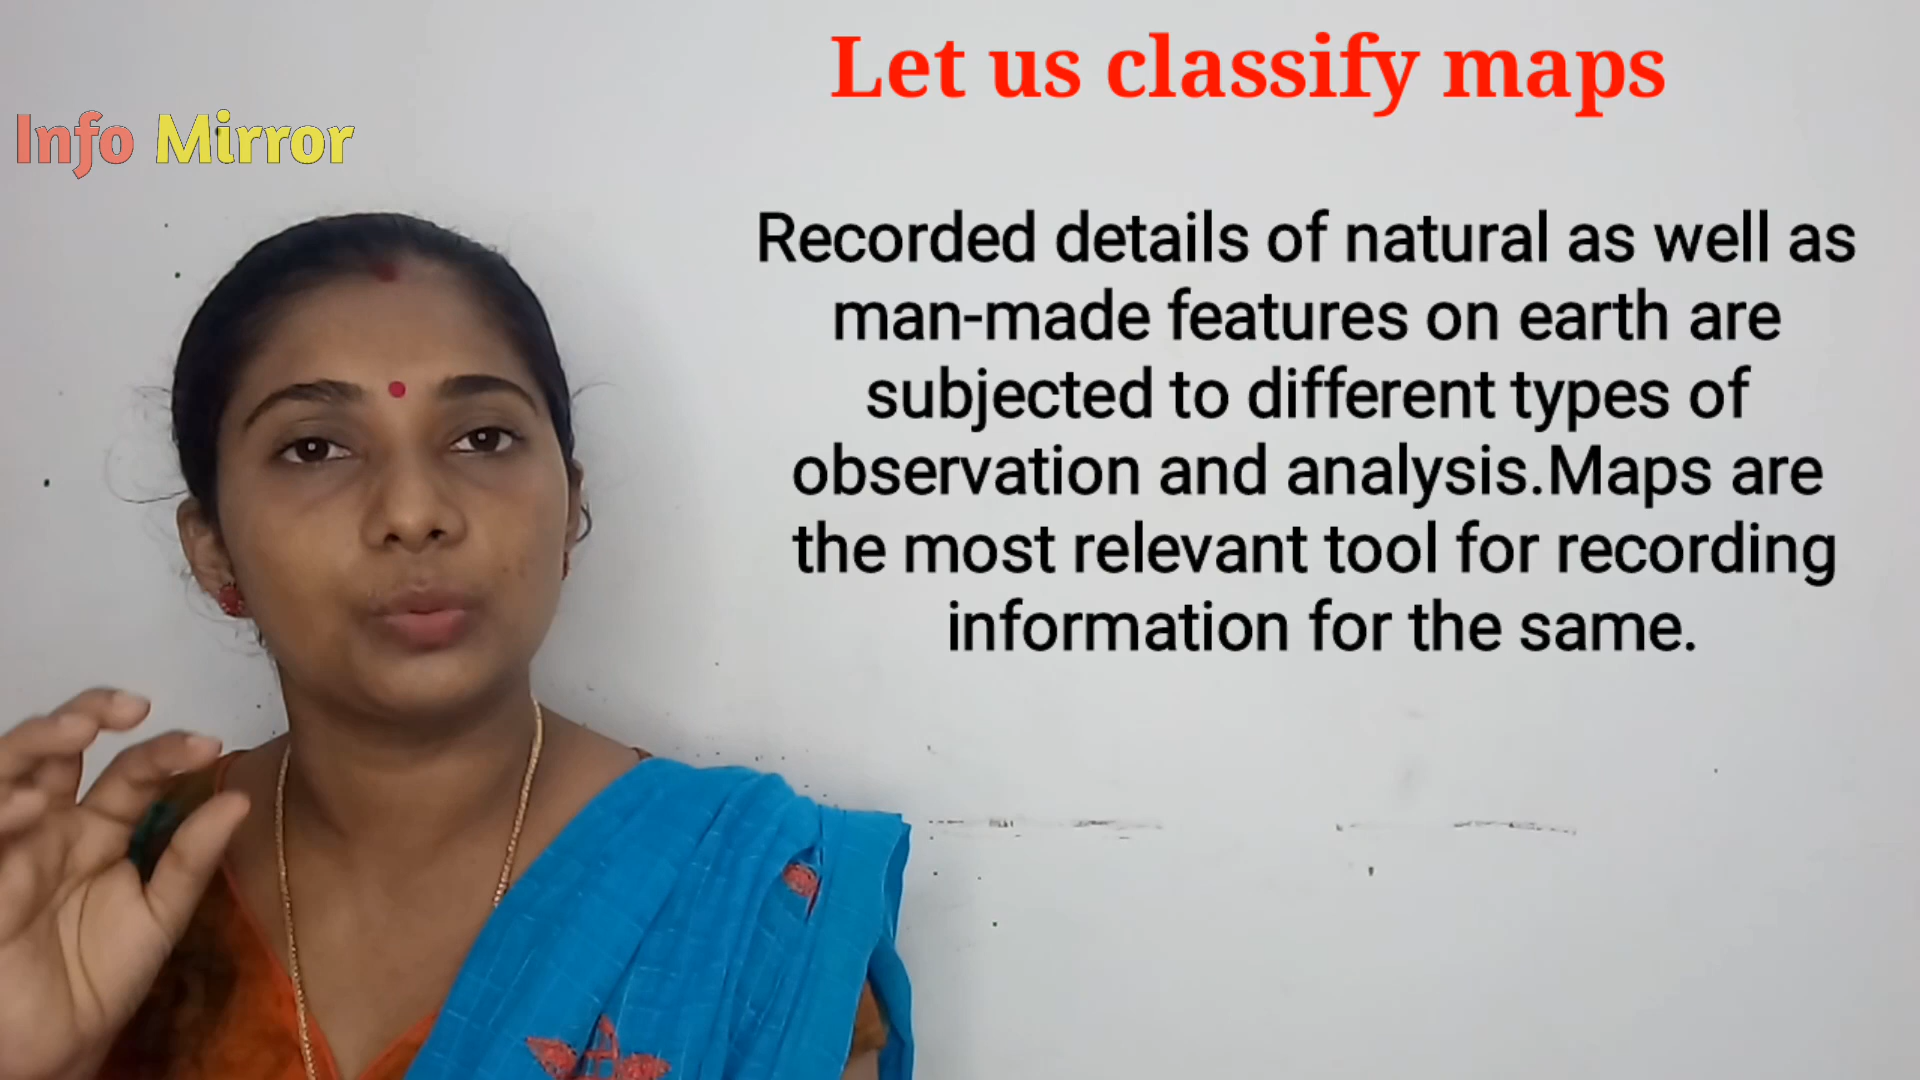 Let us classify maps
Info Mirror
Recorded details of natural as well as
man-made features on earth are
subjected to different types of
observation and analysis.Maps are
the most relevant tool for recording
information for the same.